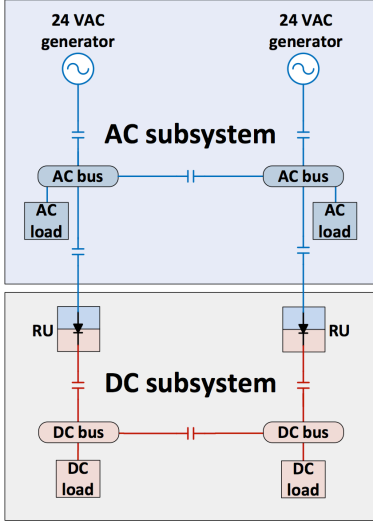 24 VAC
generator
24 VAC
generator
AC subsystem
AC bus
AC bus
AC
load
AC
load
RU
RU
DC subsystem
DC bus
DC bus
DC
load
DC
load